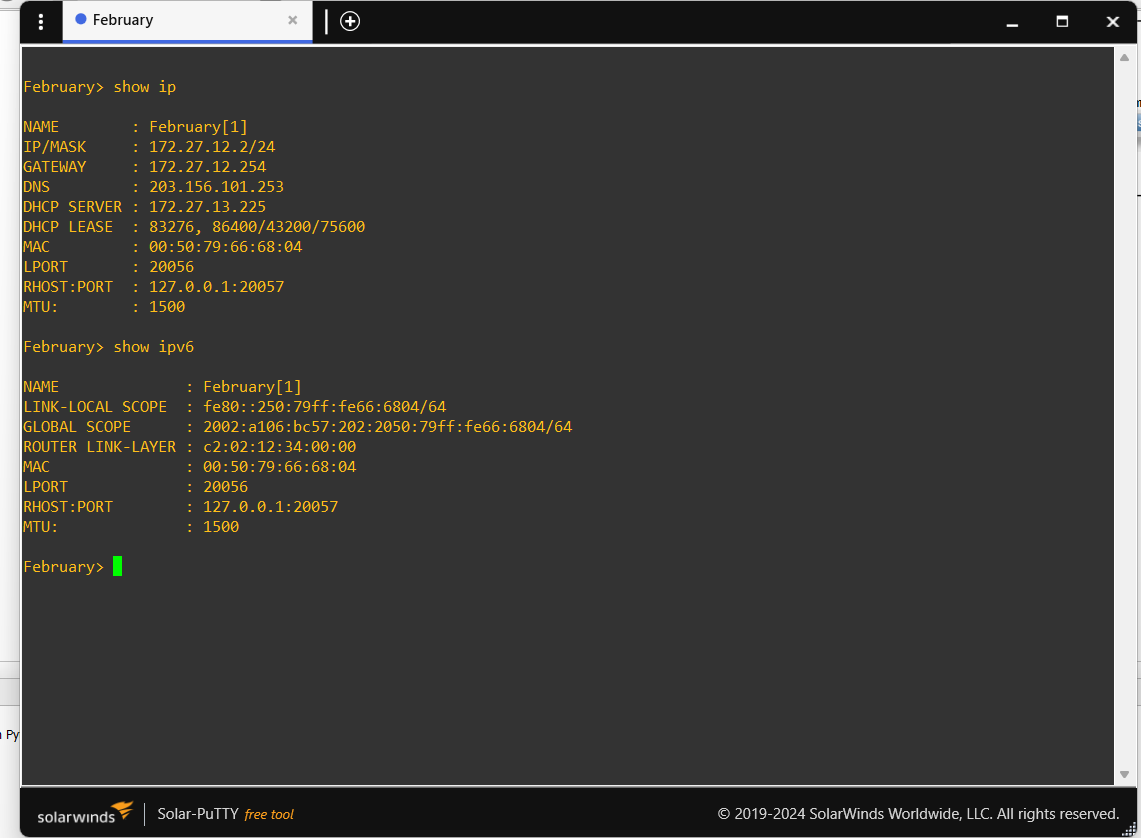 February
February> show ip
NAME        : February[1]
IP/MASK     : 172.27.12.2/24
GATEWAY     : 172.27.12.254
DNS         : 203.156.101.253
DHCP SERVER : 172.27.13.225
DHCP LEASE  : 83276, 86400/43200/75600
MAC         : 00:50:79:66:68:04
LPORT       : 20056
RHOST:PORT  : 127.0.0.1:20057
MTU:        : 1500
February> show ipv6
NAME              : February[1]
LINK-LOCAL SCOPE  : fe80::250:79ff:fe66:6804/64
GLOBAL SCOPE      : 2002:a106:bc57:202:2050:79ff:fe66:6804/64
ROUTER LINK-LAYER : c2:02:12:34:00:00
MAC               : 00:50:79:66:68:04
LPORT             : 20056
RHOST:PORT        : 127.0.0.1:20057
MTU:              : 1500
February>
Py
solarwinds Solar-PuTTY free tool © 2019-2024 SolarWinds Worldwide, LLC. All rights reserved.